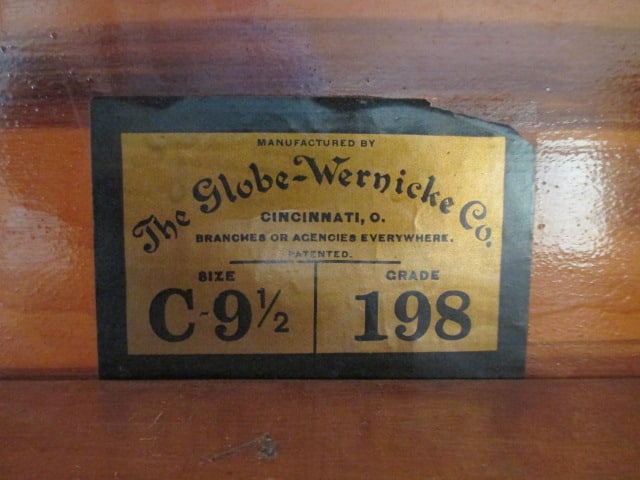 MANUFACTURED BY
The Globe-Wernicke Co.
CINCINNATI, O.
BRANCHES OR AGENCIES EVERYWHERE.
PATENTED.
SIZE GRADE
C-9½ 198